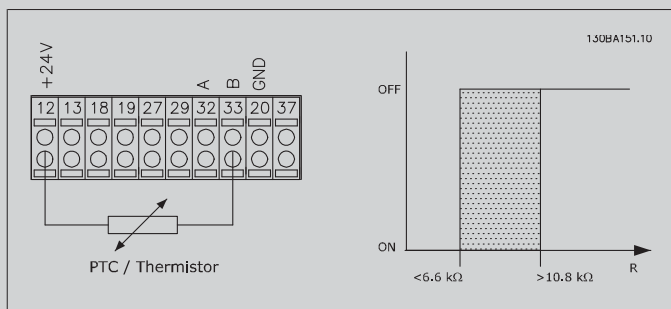 130BA151.10
+24V
A
B
GND
12 13 18 19 27 29 32 33 20 37
PTC / Thermistor
OFF
ON
<6.6 kΩ
>10.8 kΩ
R